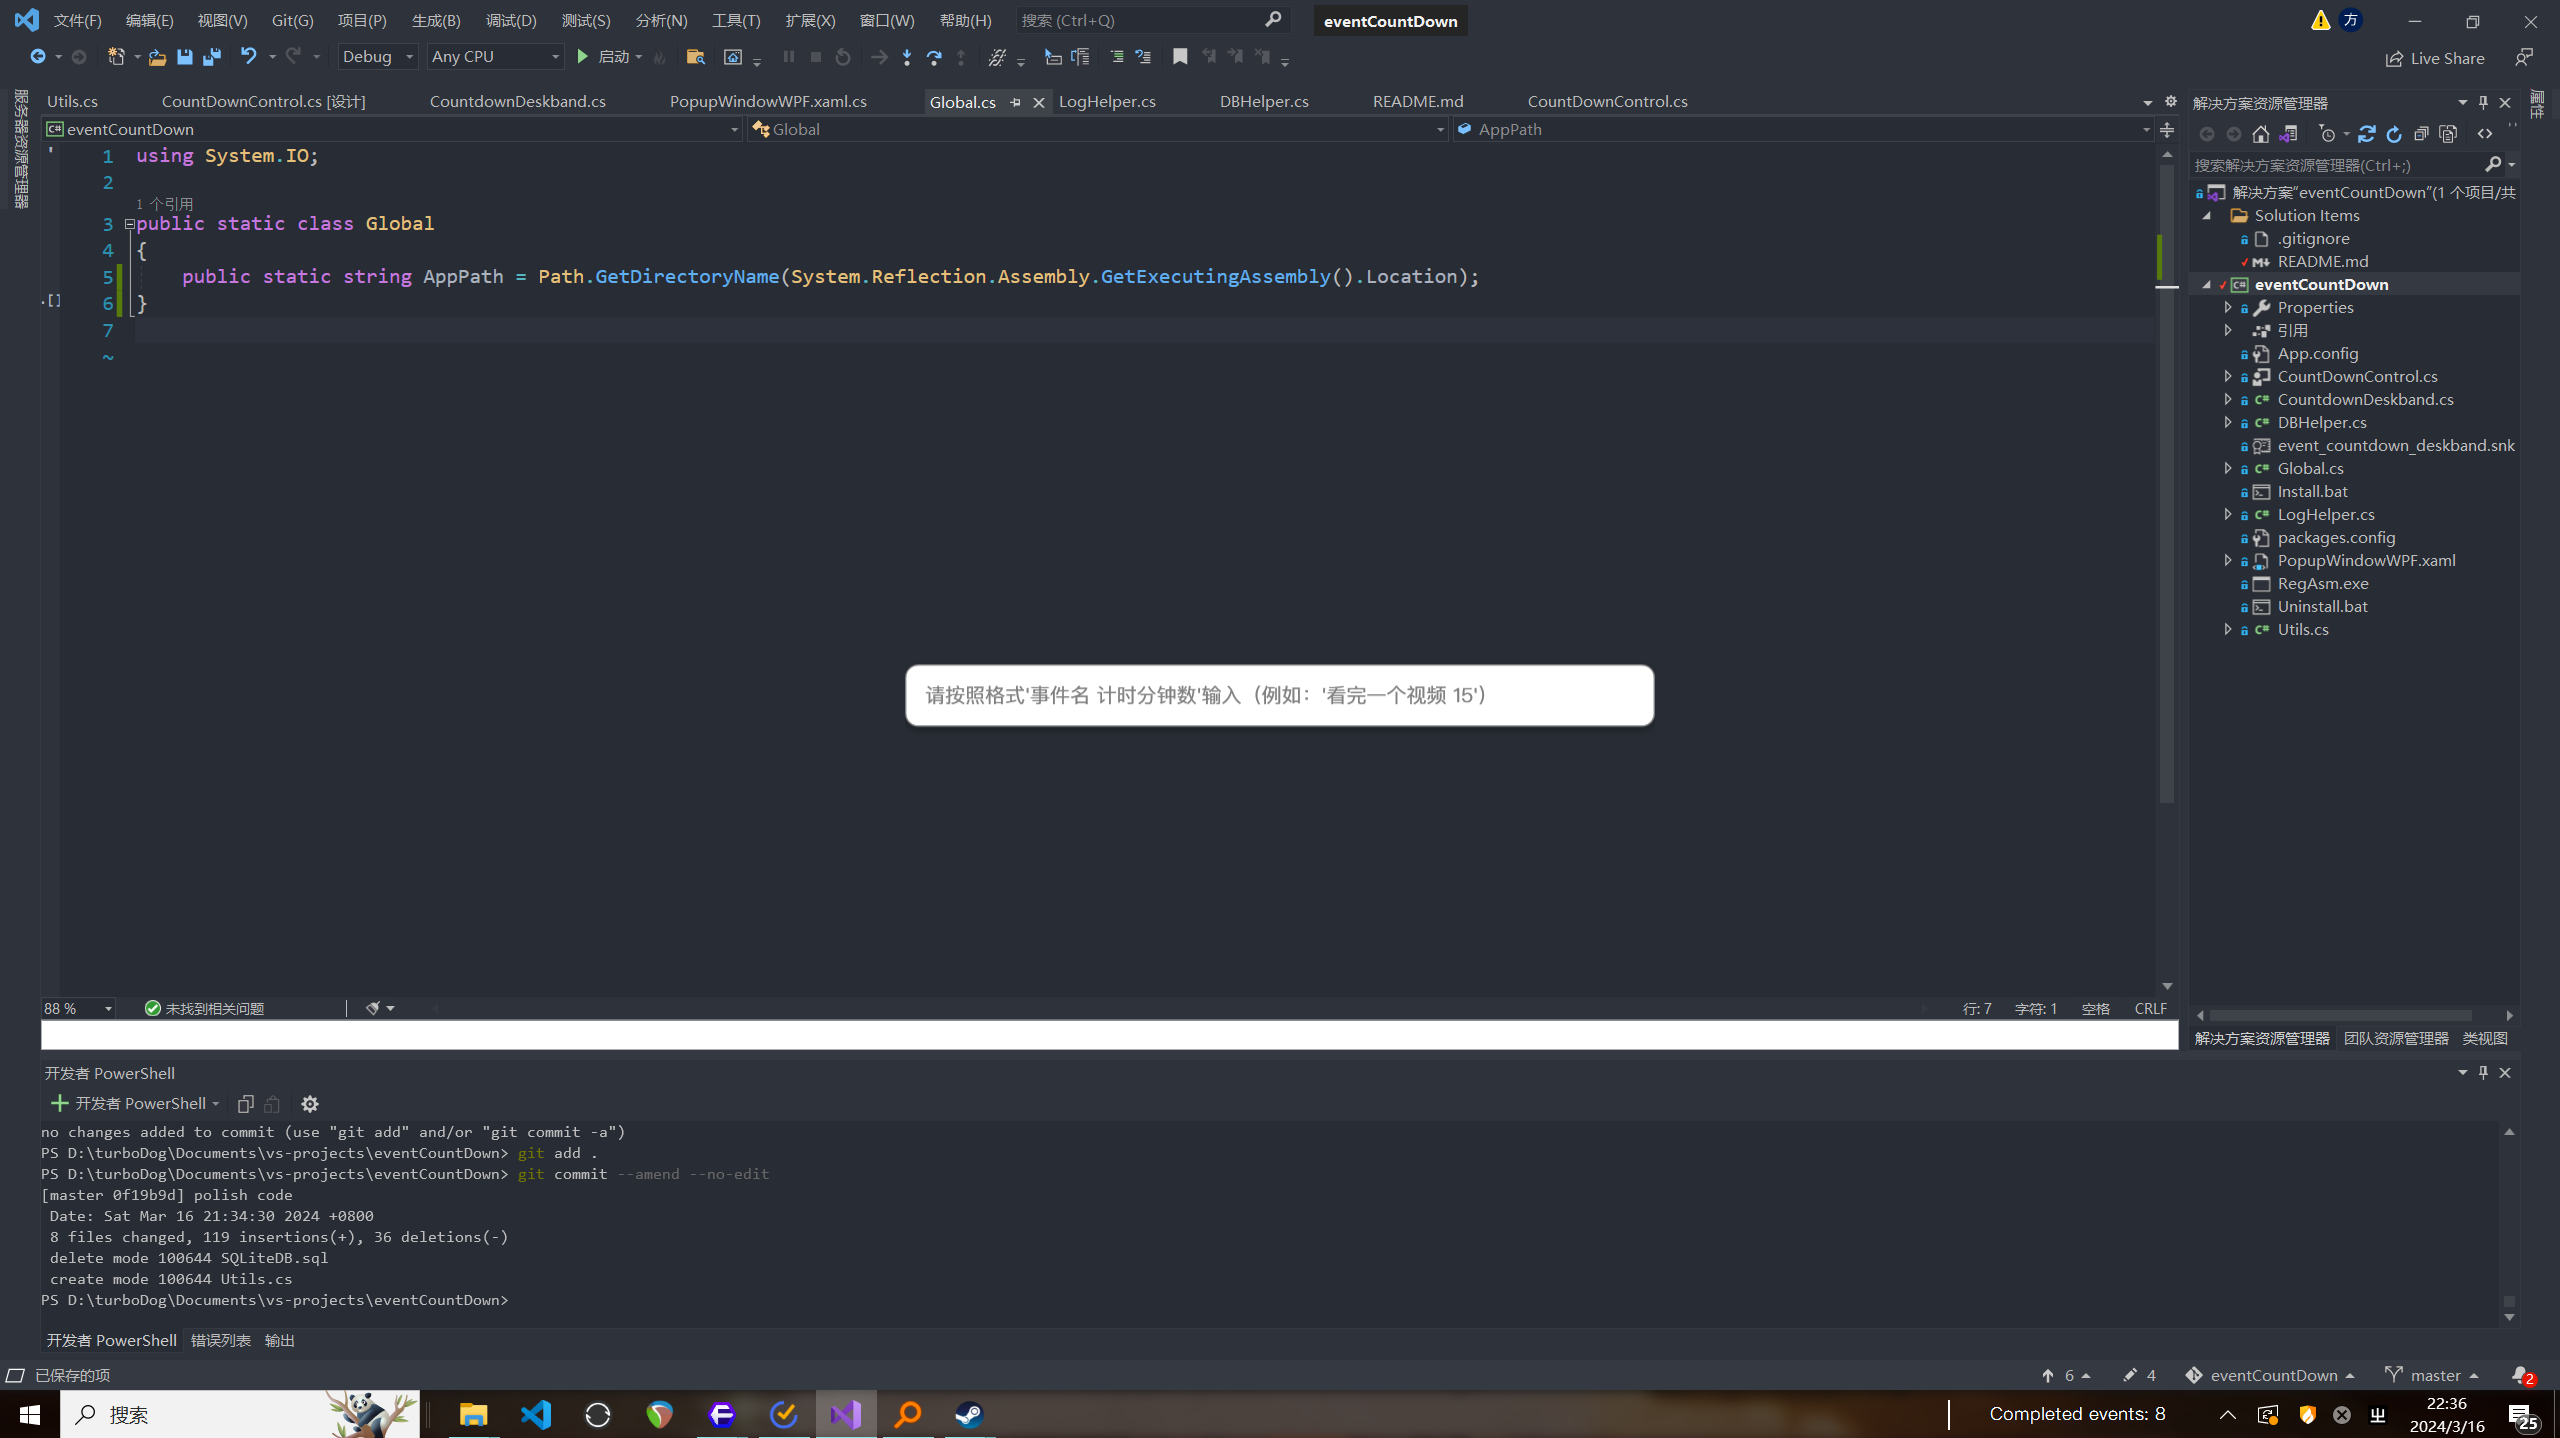 文件(F) 编辑(E) 视图(V) Git(G) 项目(P) 生成(B) 调试(D) 测试(S) 分析(N) 工具(T) 扩展(X) 窗口(W) 帮助(H) 搜索 (Ctrl+Q) eventCountDown 方
Debug Any CPU 启动 Live Share
服务器资源管理器
Utils.cs CountDownControl.cs [设计] CountdownDeskband.cs PopupWindowWPF.xaml.cs Global.cs LogHelper.cs DBHelper.cs README.md CountDownControl.cs
eventCountDown Global AppPath
1 using System.IO;
2
1 个引用
3 public static class Global
4 {
5 public static string AppPath = Path.GetDirectoryName(System.Reflection.Assembly.GetExecutingAssembly().Location);
6 }
7
~
请按照格式'事件名 计时分钟数'输入（例如：'看完一个视频 15'）
88 % 未找到相关问题 行: 7 字符: 1 空格 CRLF
解决方案资源管理器
属性
搜索解决方案资源管理器(Ctrl+;)
解决方案"eventCountDown"(1 个项目/共
Solution Items
.gitignore
README.md
eventCountDown
Properties
引用
App.config
CountDownControl.cs
CountdownDeskband.cs
DBHelper.cs
event_countdown_deskband.snk
Global.cs
Install.bat
LogHelper.cs
packages.config
PopupWindowWPF.xaml
RegAsm.exe
Uninstall.bat
Utils.cs
解决方案资源管理器 团队资源管理器 类视图
开发者 PowerShell
开发者 PowerShell
no changes added to commit (use "git add" and/or "git commit -a")
PS D:\turboDog\Documents\vs-projects\eventCountDown> git add .
PS D:\turboDog\Documents\vs-projects\eventCountDown> git commit --amend --no-edit
[master 0f19b9d] polish code
Date: Sat Mar 16 21:34:30 2024 +0800
8 files changed, 119 insertions(+), 36 deletions(-)
delete mode 100644 SQLiteDB.sql
create mode 100644 Utils.cs
PS D:\turboDog\Documents\vs-projects\eventCountDown>
开发者 PowerShell 错误列表 输出
已保存的项 6 4 eventCountDown master 2
搜索 Completed events: 8 22:36
2024/3/16 25